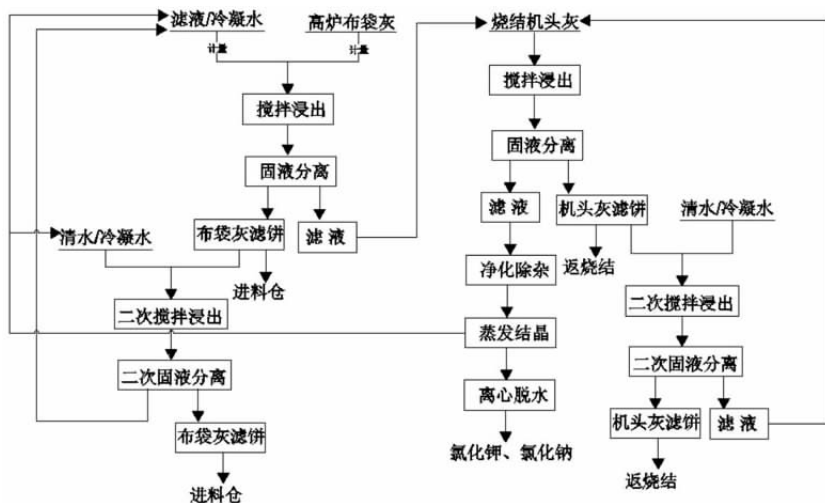 滤液/冷凝水
高炉布袋灰
烧结机头灰
计量
计量
搅拌浸出
搅拌浸出
固液分离
固液分离
布袋灰滤饼
滤液
滤液
机头灰滤饼
清水/冷凝水
清水/冷凝水
进料仓
净化除杂
返烧结
二次搅拌浸出
二次搅拌浸出
蒸发结晶
二次固液分离
二次固液分离
离心脱水
布袋灰滤饼
机头灰滤饼
滤液
氯化钾、氯化钠
进料仓
返烧结